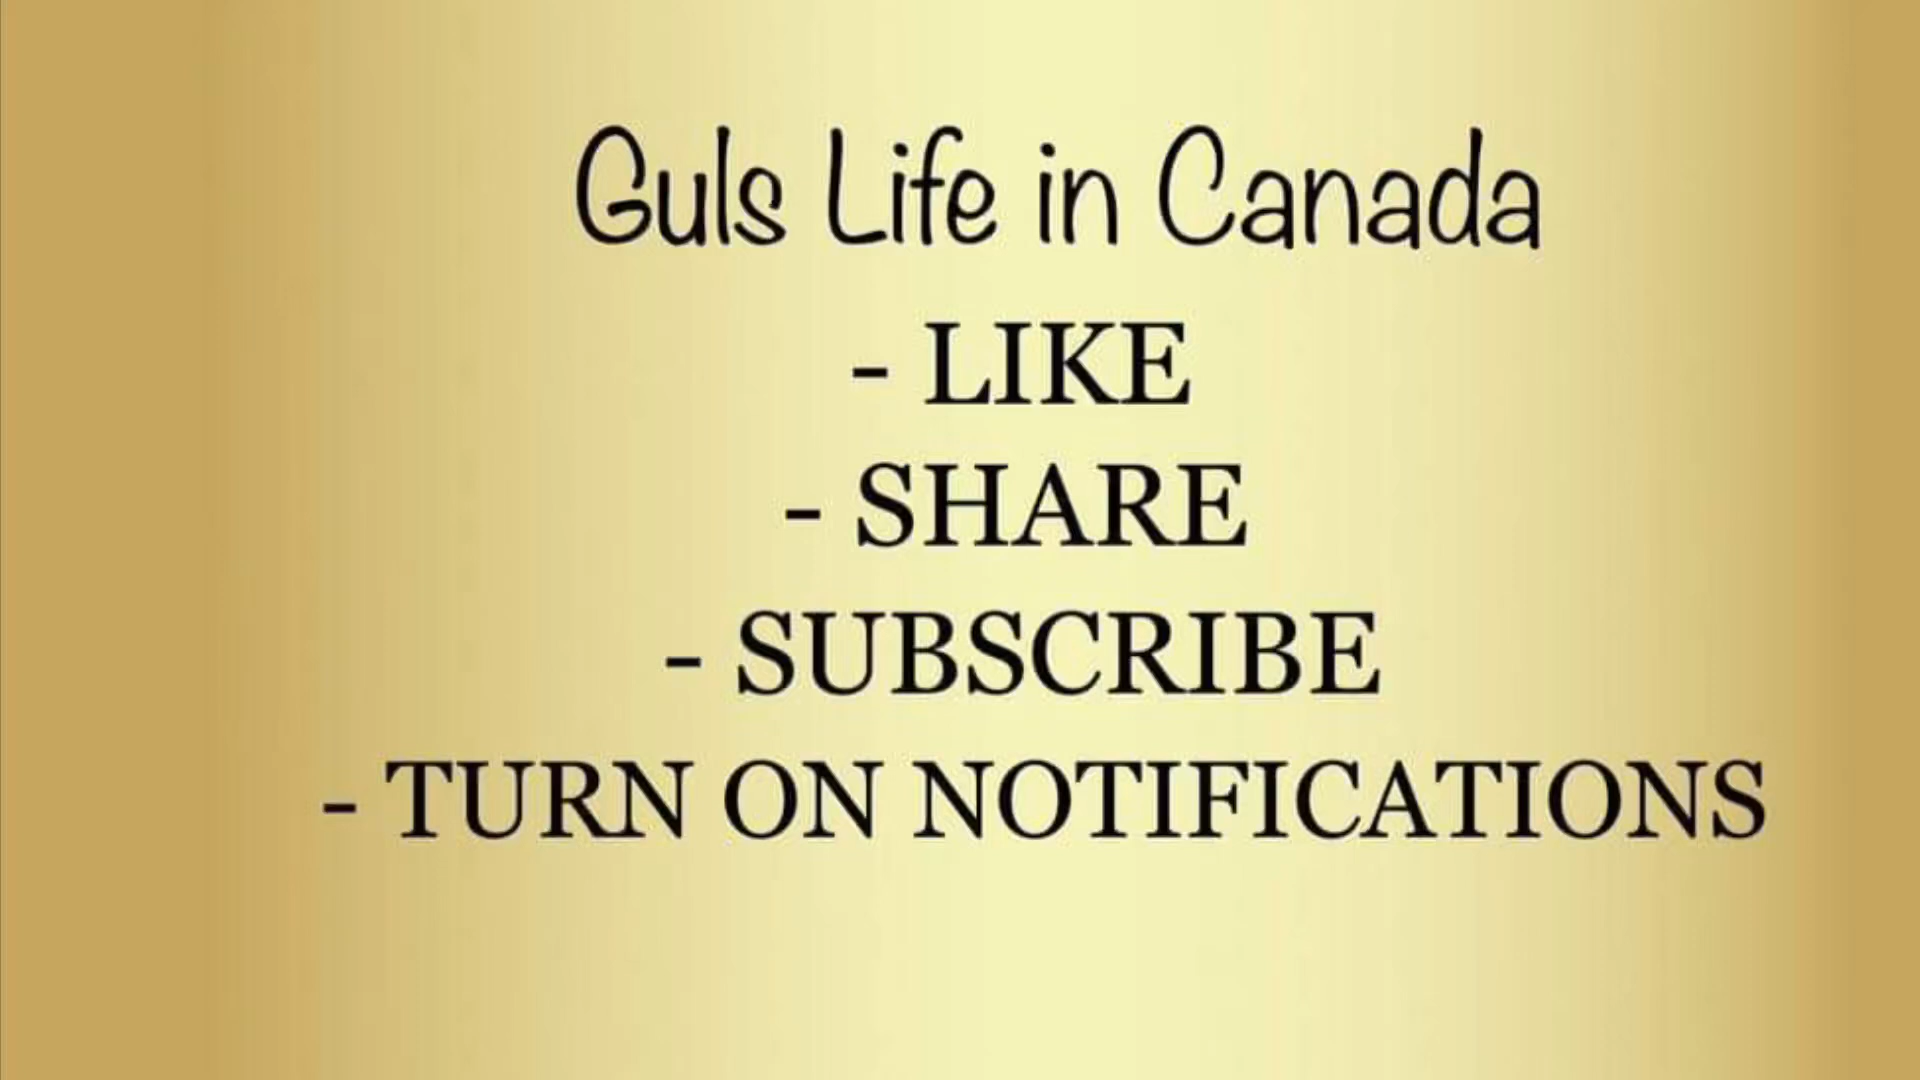 Guls Life in Canada
- LIKE
- SHARE
- SUBSCRIBE
- TURN ON NOTIFICATIONS